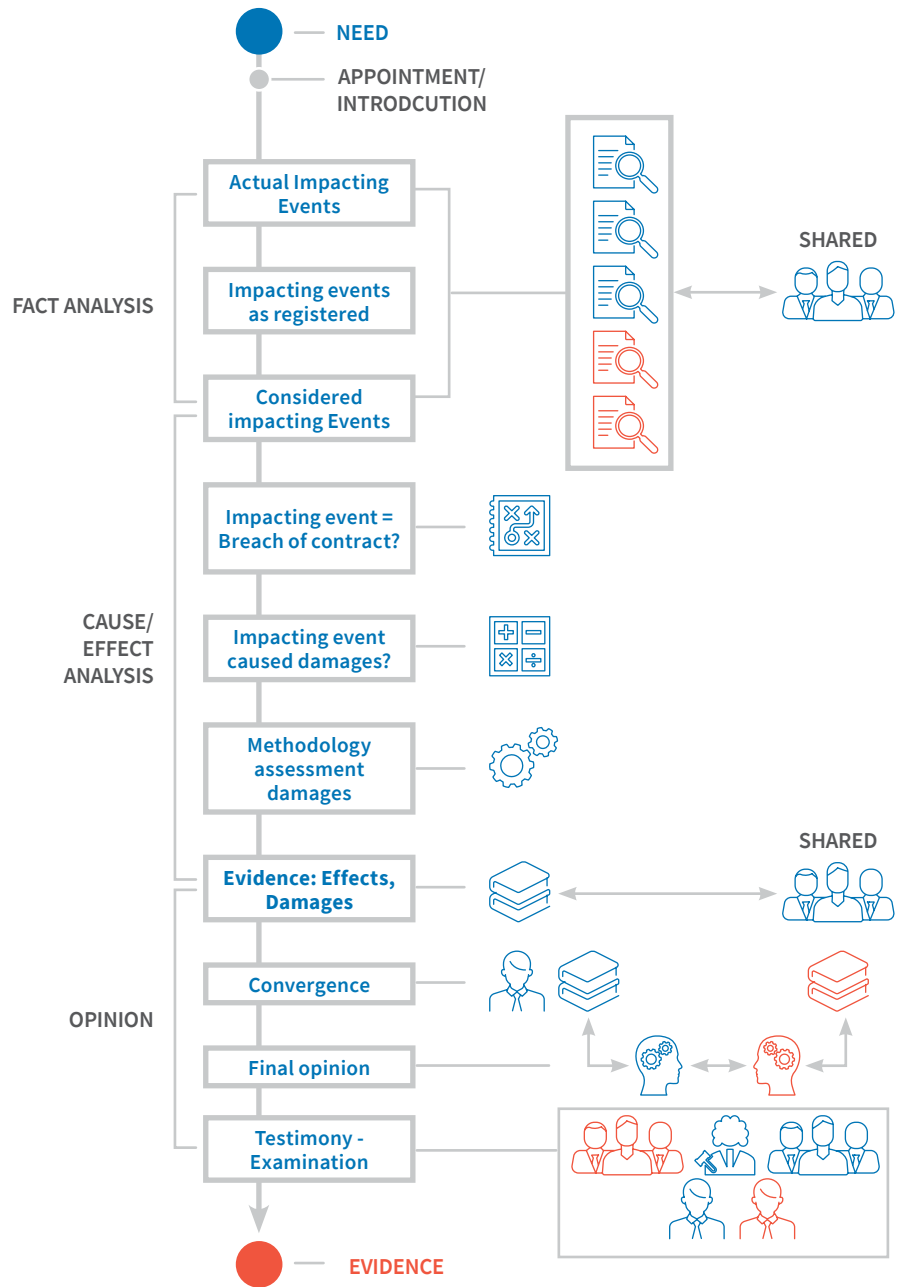 NEED
APPOINTMENT/
INTRODCUTION
Actual Impacting
Events
SHARED
Impacting events
as registered
FACT ANALYSIS
Considered
impacting Events
Impacting event =
Breach of contract?
CAUSE/
EFFECT
ANALYSIS
Impacting event
caused damages?
Methodology
assessment
damages
SHARED
Evidence: Effects,
Damages
Convergence
OPINION
Final opinion
Testimony -
Examination
EVIDENCE